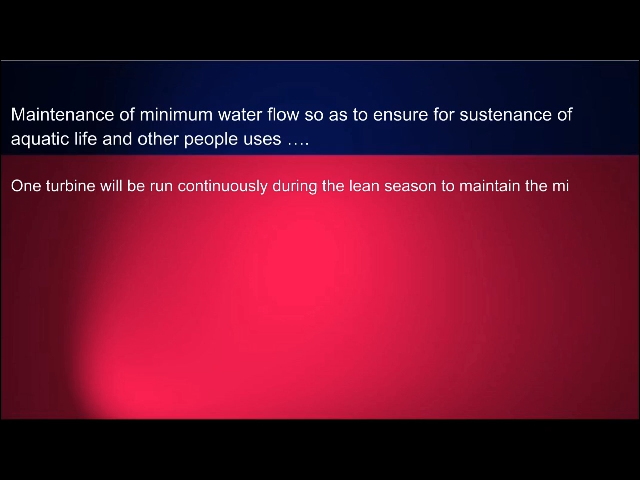 Maintenance of minimum water flow so as to ensure for sustenance of
aquatic life and other people uses ….
One turbine will be run continuously during the lean season to maintain the mi